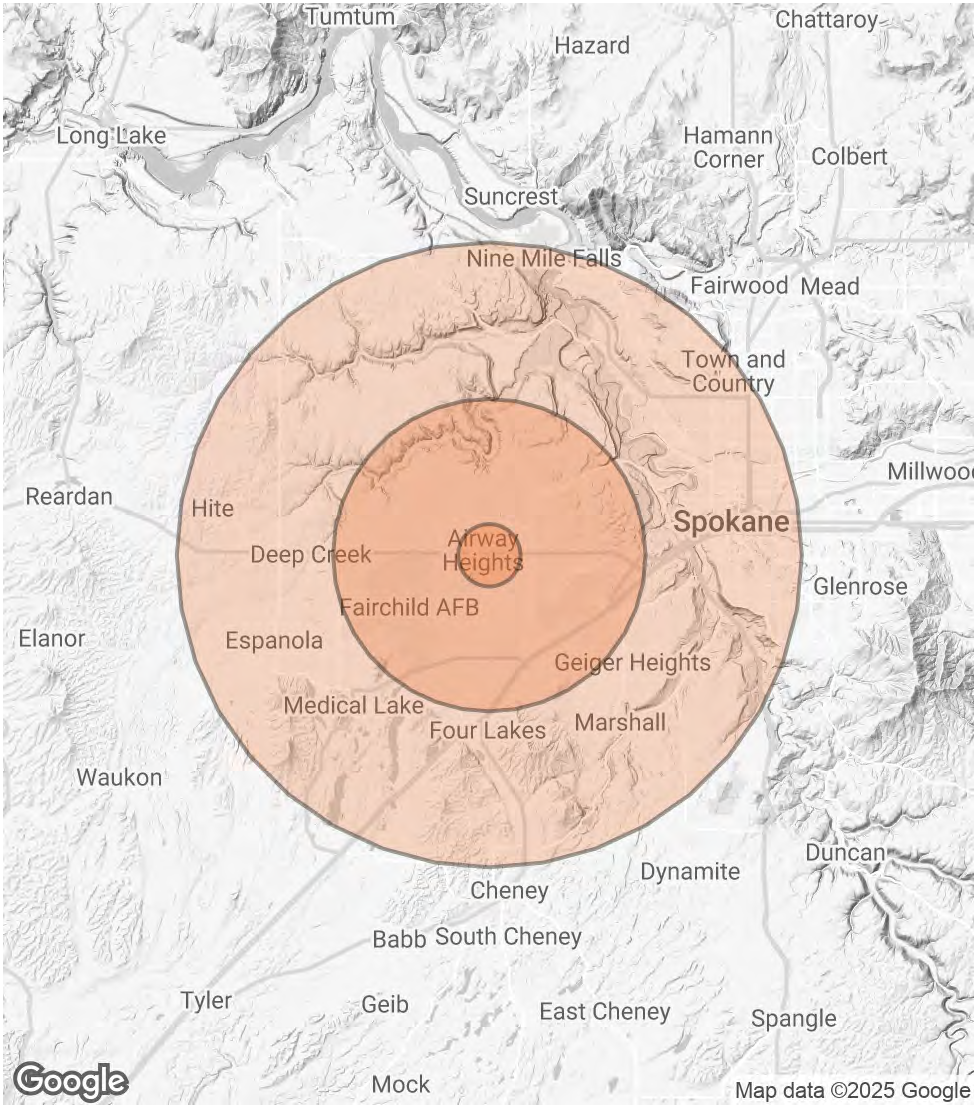 Tumtum
Chattaroy
Hazard
Long Lake
Hamann
Corner
Colbert
Suncrest
Nine Mile Falls
Fairwood
Mead
Town and
Country
Reardan
Hite
Millwood
Spokane
Airway
Heights
Deep Creek
Glenrose
Fairchild AFB
Elanor
Espanola
Geiger Heights
Medical Lake
Four Lakes
Marshall
Waukon
Duncan
Dynamite
Cheney
Babb
South Cheney
Tyler
Geib
East Cheney
Spangle
Mock
Google
Map data ©2025 Google